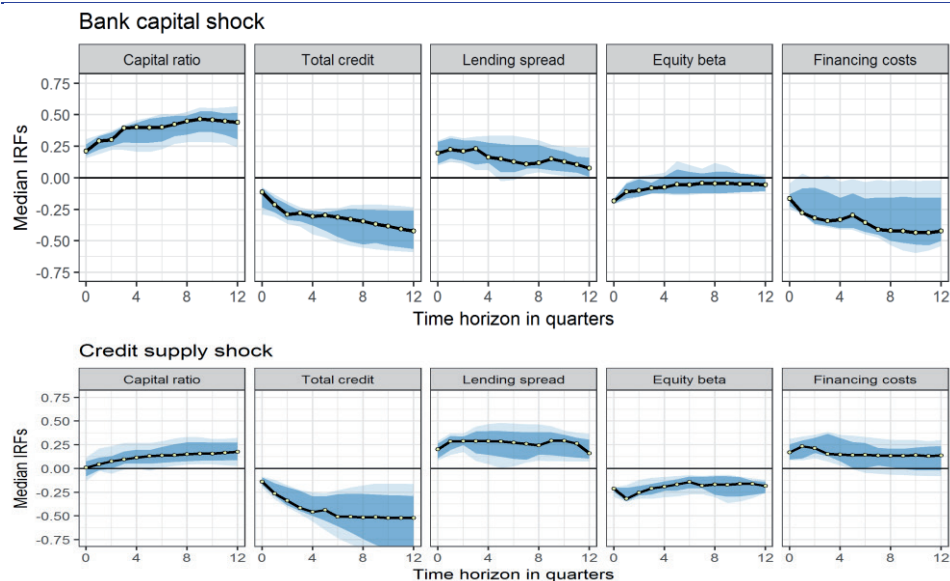 Bank capital shock
Capital ratio Total credit Lending spread Equity beta Financing costs
0.75
0.50
0.25
0.00
-0.25
-0.50
-0.75
Median IRFs
0 4 8 12 0 4 8 12 0 4 8 12 0 4 8 12 0 4 8 12
Time horizon in quarters
Credit supply shock
Capital ratio Total credit Lending spread Equity beta Financing costs
0.75
0.50
0.25
0.00
-0.25
-0.50
-0.75
Median IRFs
0 4 8 12 0 4 8 12 0 4 8 12 0 4 8 12 0 4 8 12
Time horizon in quarters